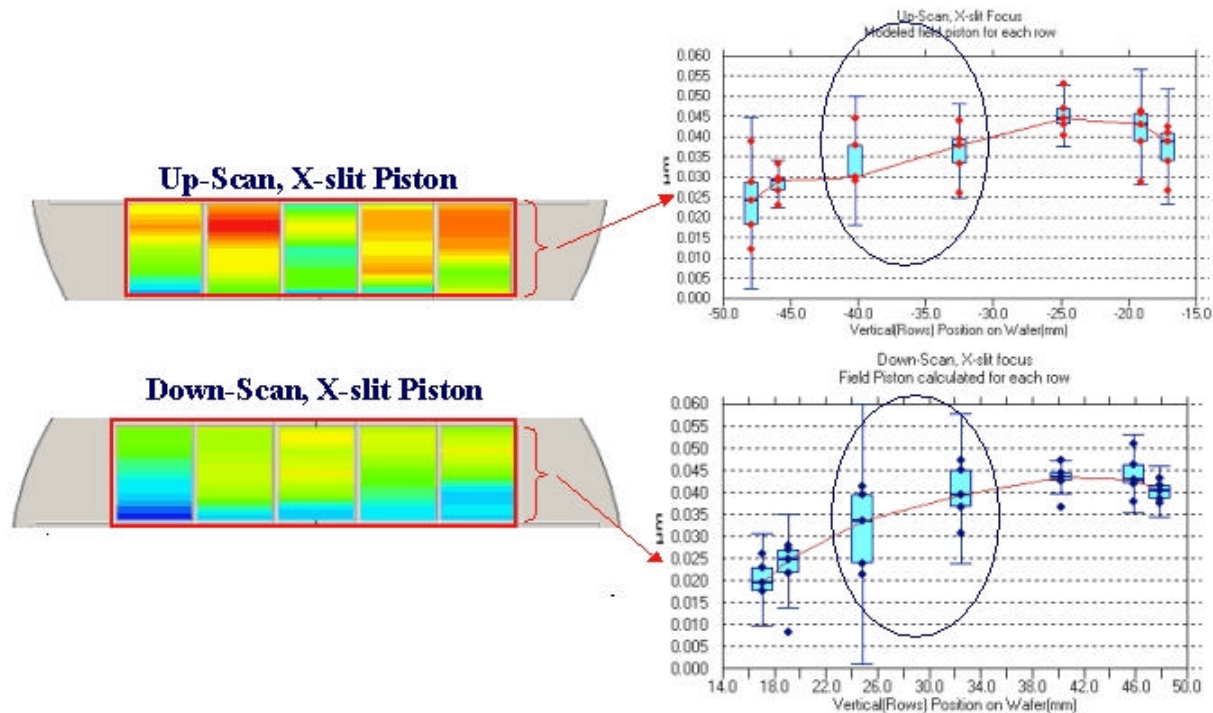 Up-Scan, X-slit Focus
Modeled field piston for each row
0.060
0.055
0.050
0.045
0.040
0.035
0.030
0.025
0.020
0.015
0.010
0.005
0.000
µm
-50.0 -45.0 -40.0 -35.0 -30.0 -25.0 -20.0 -15.0
Vertical(Rows) Position on Wafer(mm)
Up-Scan, X-slit Piston
Down-Scan, X-slit Piston
Down-Scan, X-slit focus
Field Piston calculated for each row
0.060
0.055
0.050
0.045
0.040
0.035
0.030
0.025
0.020
0.015
0.010
0.005
0.000
µm
14.0 18.0 22.0 26.0 28.0 32.0 34.0 38.0 42.0 46.0 50.0
Vertical(Rows) Position on Wafer(mm)